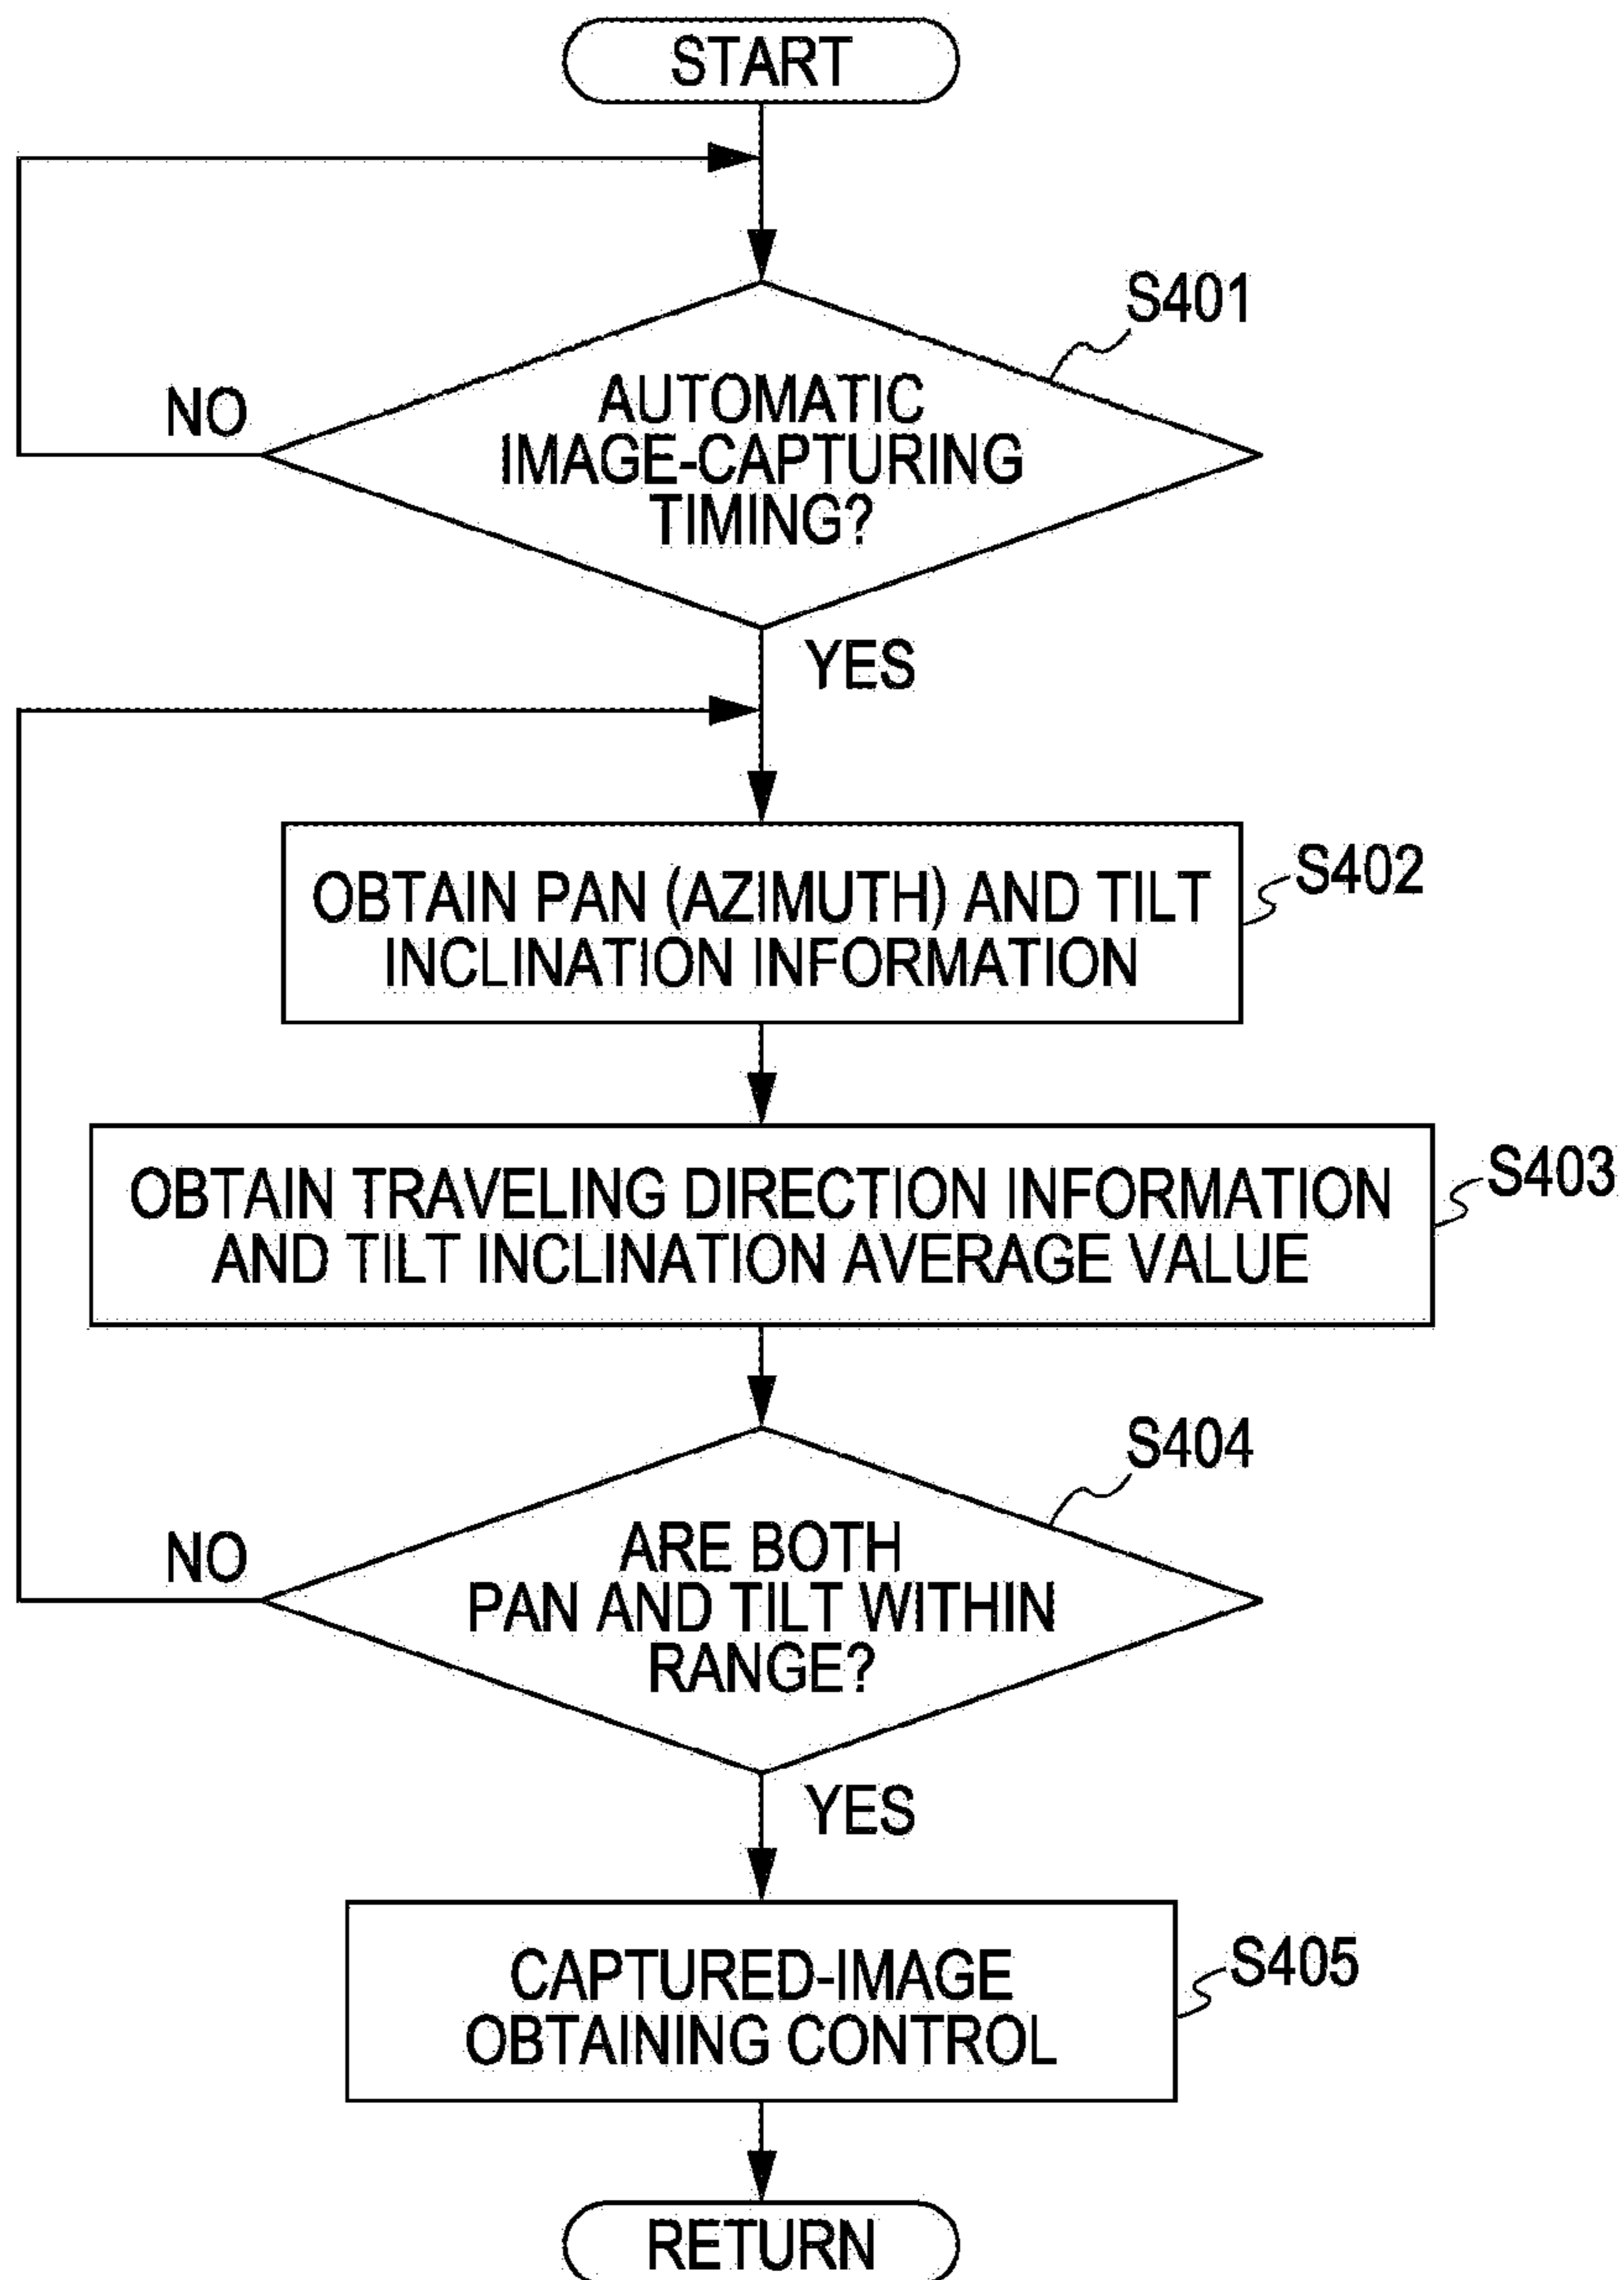 START
S401
AUTOMATIC
IMAGE-CAPTURING
TIMING?
NO
YES
S402
OBTAIN PAN (AZIMUTH) AND TILT
INCLINATION INFORMATION
S403
OBTAIN TRAVELING DIRECTION INFORMATION
AND TILT INCLINATION AVERAGE VALUE
S404
ARE BOTH
PAN AND TILT WITHIN
RANGE?
NO
YES
S405
CAPTURED-IMAGE
OBTAINING CONTROL
RETURN